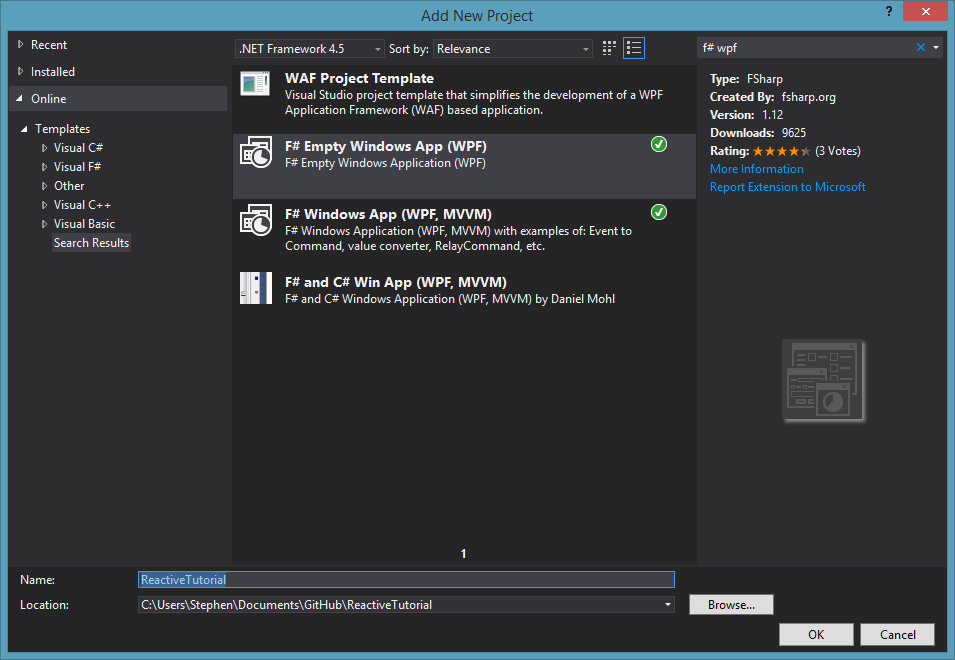 Add New Project
?
Recent
Installed
Online
Templates
Visual C#
Visual F#
Other
Visual C++
Visual Basic
Search Results
.NET Framework 4.5
Sort by: Relevance
WAF Project Template
Visual Studio project template that simplifies the development of a WPF
Application Framework (WAF) based application.
F# Empty Windows App (WPF)
F# Empty Windows Application (WPF)
F# Windows App (WPF, MVVM)
F# Windows Application (WPF, MVVM) with examples of: Event to
Command, value converter, RelayCommand, etc.
F# and C# Win App (WPF, MVVM)
F# and C# Windows Application (WPF, MVVM) by Daniel Mohl
1
f# wpf
Type: FSharp
Created By: fsharp.org
Version: 1.12
Downloads: 9625
Rating: (3 Votes)
More Information
Report Extension to Microsoft
Name: ReactiveTutorial
Location: C:\Users\Stephen\Documents\GitHub\ReactiveTutorial
Browse...
OK
Cancel